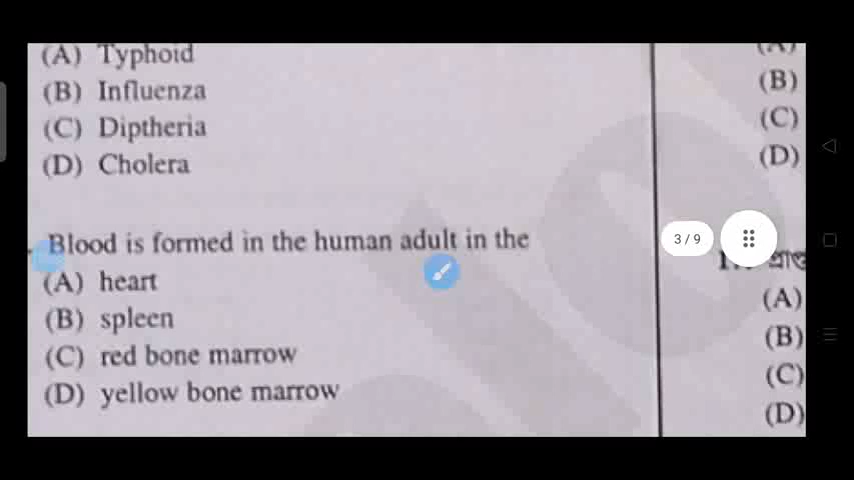 (A) Typhoid
(B) Influenza
(C) Diptheria
(D) Cholera
Blood is formed in the human adult in the
(A) heart
(B) spleen
(C) red bone marrow
(D) yellow bone marrow
(A)
(B)
(C)
(D)
3/9
(A)
(B)
(C)
(D)